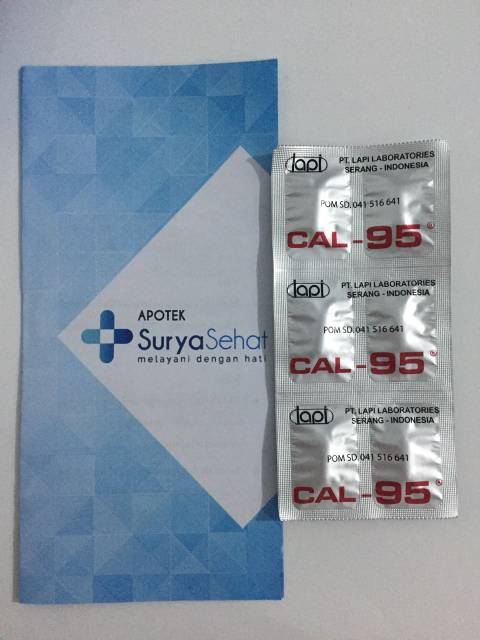 APOTEK
SuryaSehat
melayani dengan hati
lapi
PT. LAPI LABORATORIES
SERANG - INDONESIA
POM SD. 041 516 641
CAL-95®
lapi
PT. LAPI LABORATORIES
SERANG - INDONESIA
POM SD. 041 516 641
CAL-95®
lapi
PT. LAPI LABORATORIES
SERANG - INDONESIA
POM SD. 041 516 641
CAL-95®